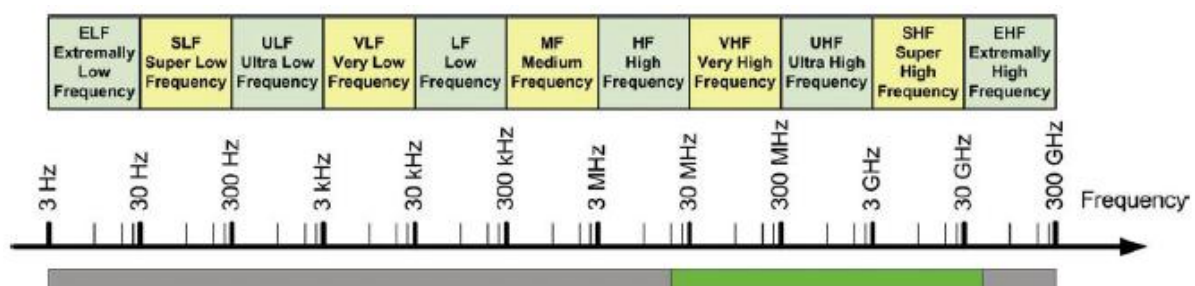 ELF
Extremally
Low
Frequency
SLF
Super Low
Frequency
ULF
Ultra Low
Frequency
VLF
Very Low
Frequency
LF
Low
Frequency
MF
Medium
Frequency
HF
High
Frequency
VHF
Very High
Frequency
UHF
Ultra High
Frequency
SHF
Super
High
Frequency
EHF
Extremally
High
Frequency
3 Hz
30 Hz
300 Hz
3 kHz
30 kHz
300 kHz
3 MHz
30 MHz
300 MHz
3 GHz
30 GHz
300 GHz
Frequency